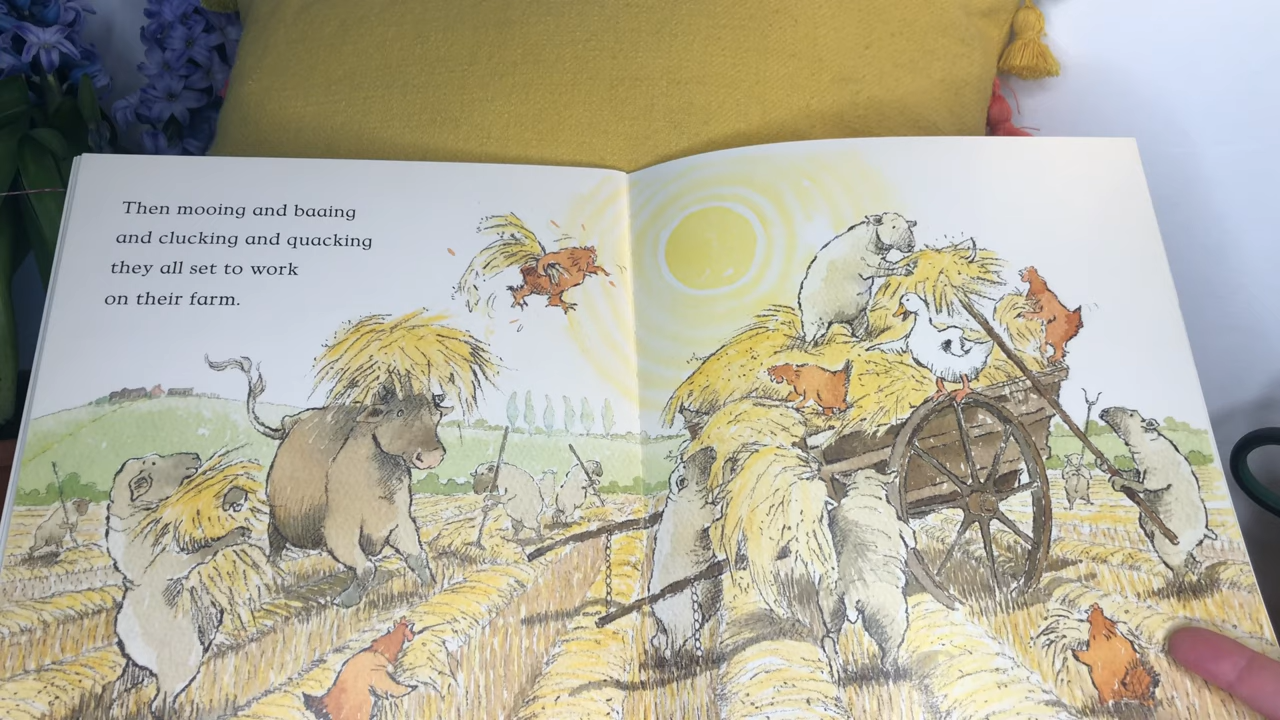 Then mooing and baaing
and clucking and quacking
they all set to work
on their farm.